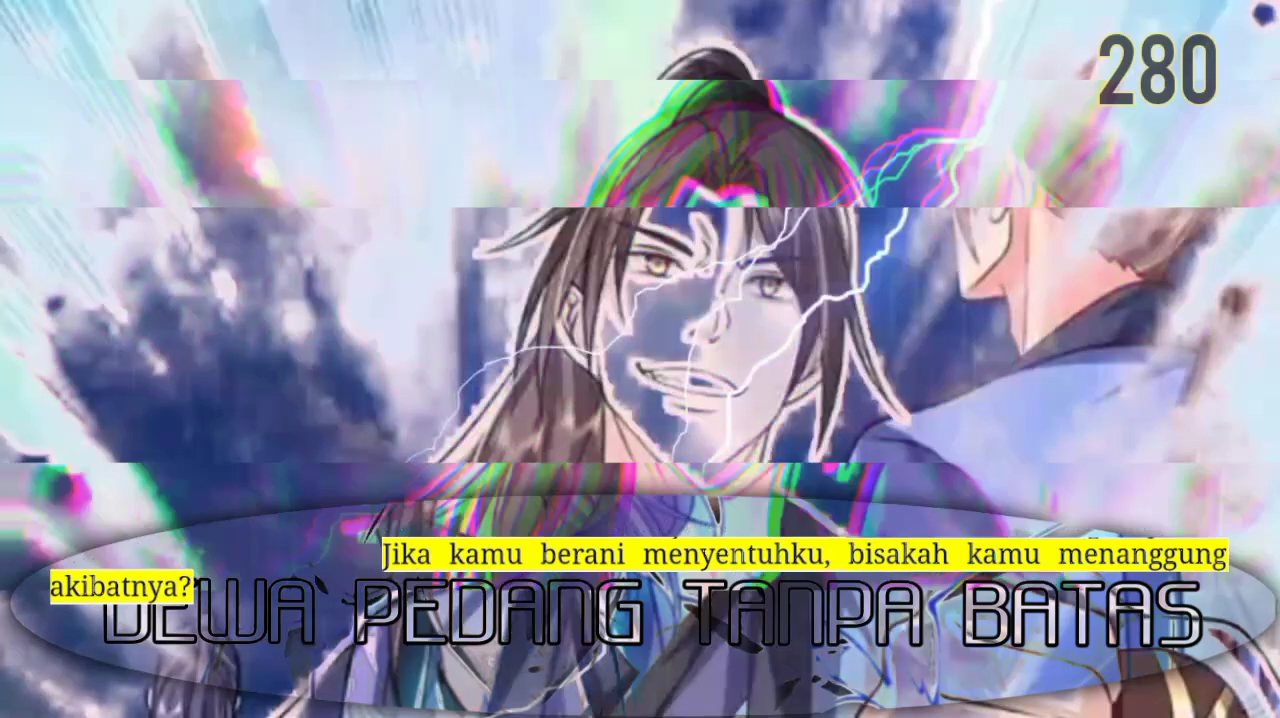 280
Jika kamu berani menyentuhku, bisakah kamu menanggung
akibatnya?
DEWA PEDANG TANPA BATAS